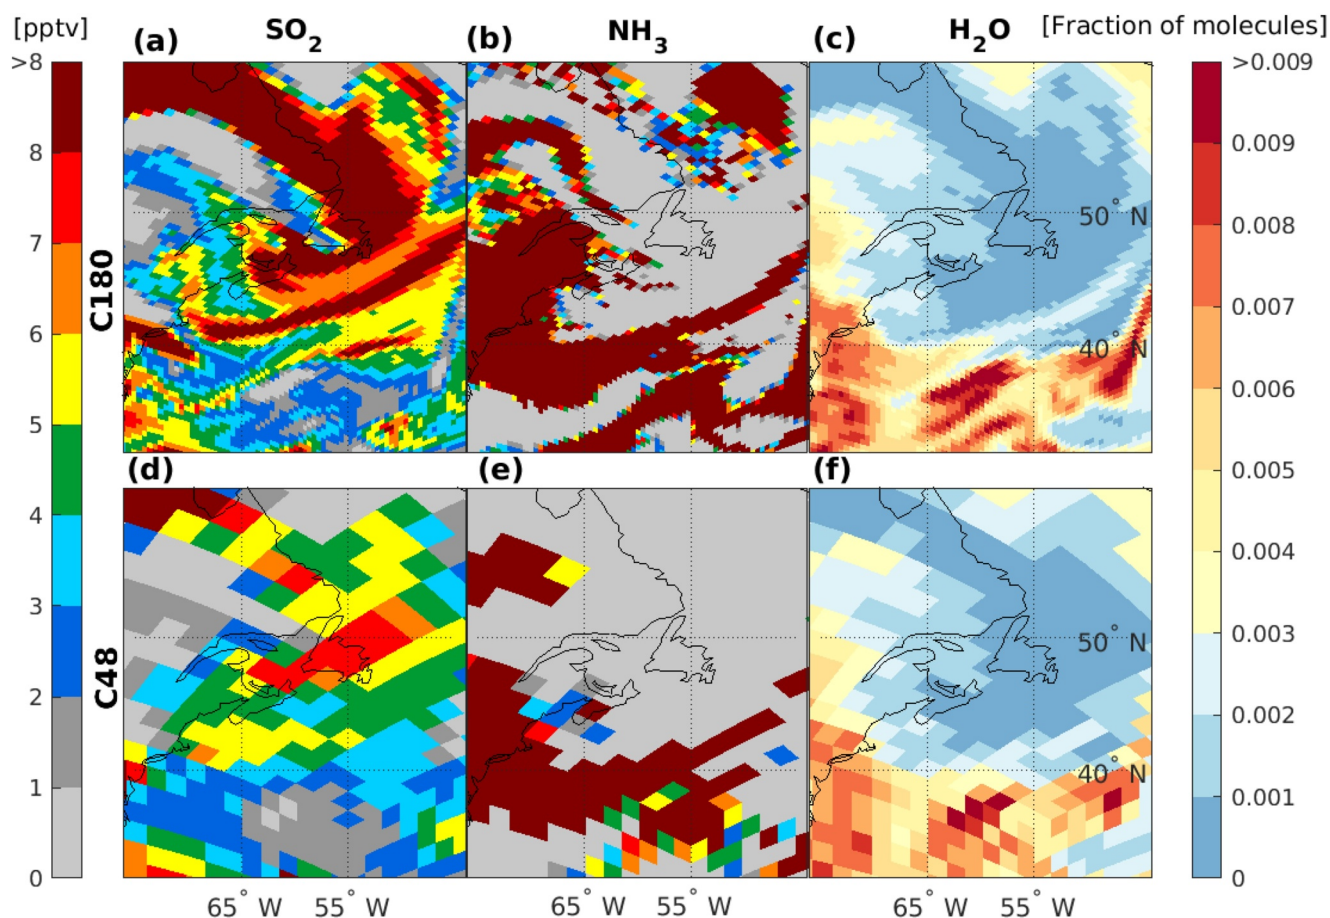 [pptv] (a) SO2 (b) NH3 (c) H2O [Fraction of molecules]
>8 >0.009
8 0.009
7 50° N 0.008
C180
6 0.007
40° N
5 0.006
(d) (e) (f)
0.005
4 0.004
3 50° N 0.003
C48
2 0.002
40° N
1 0.001
0 0
65° W 55° W 65° W 55° W 65° W 55° W